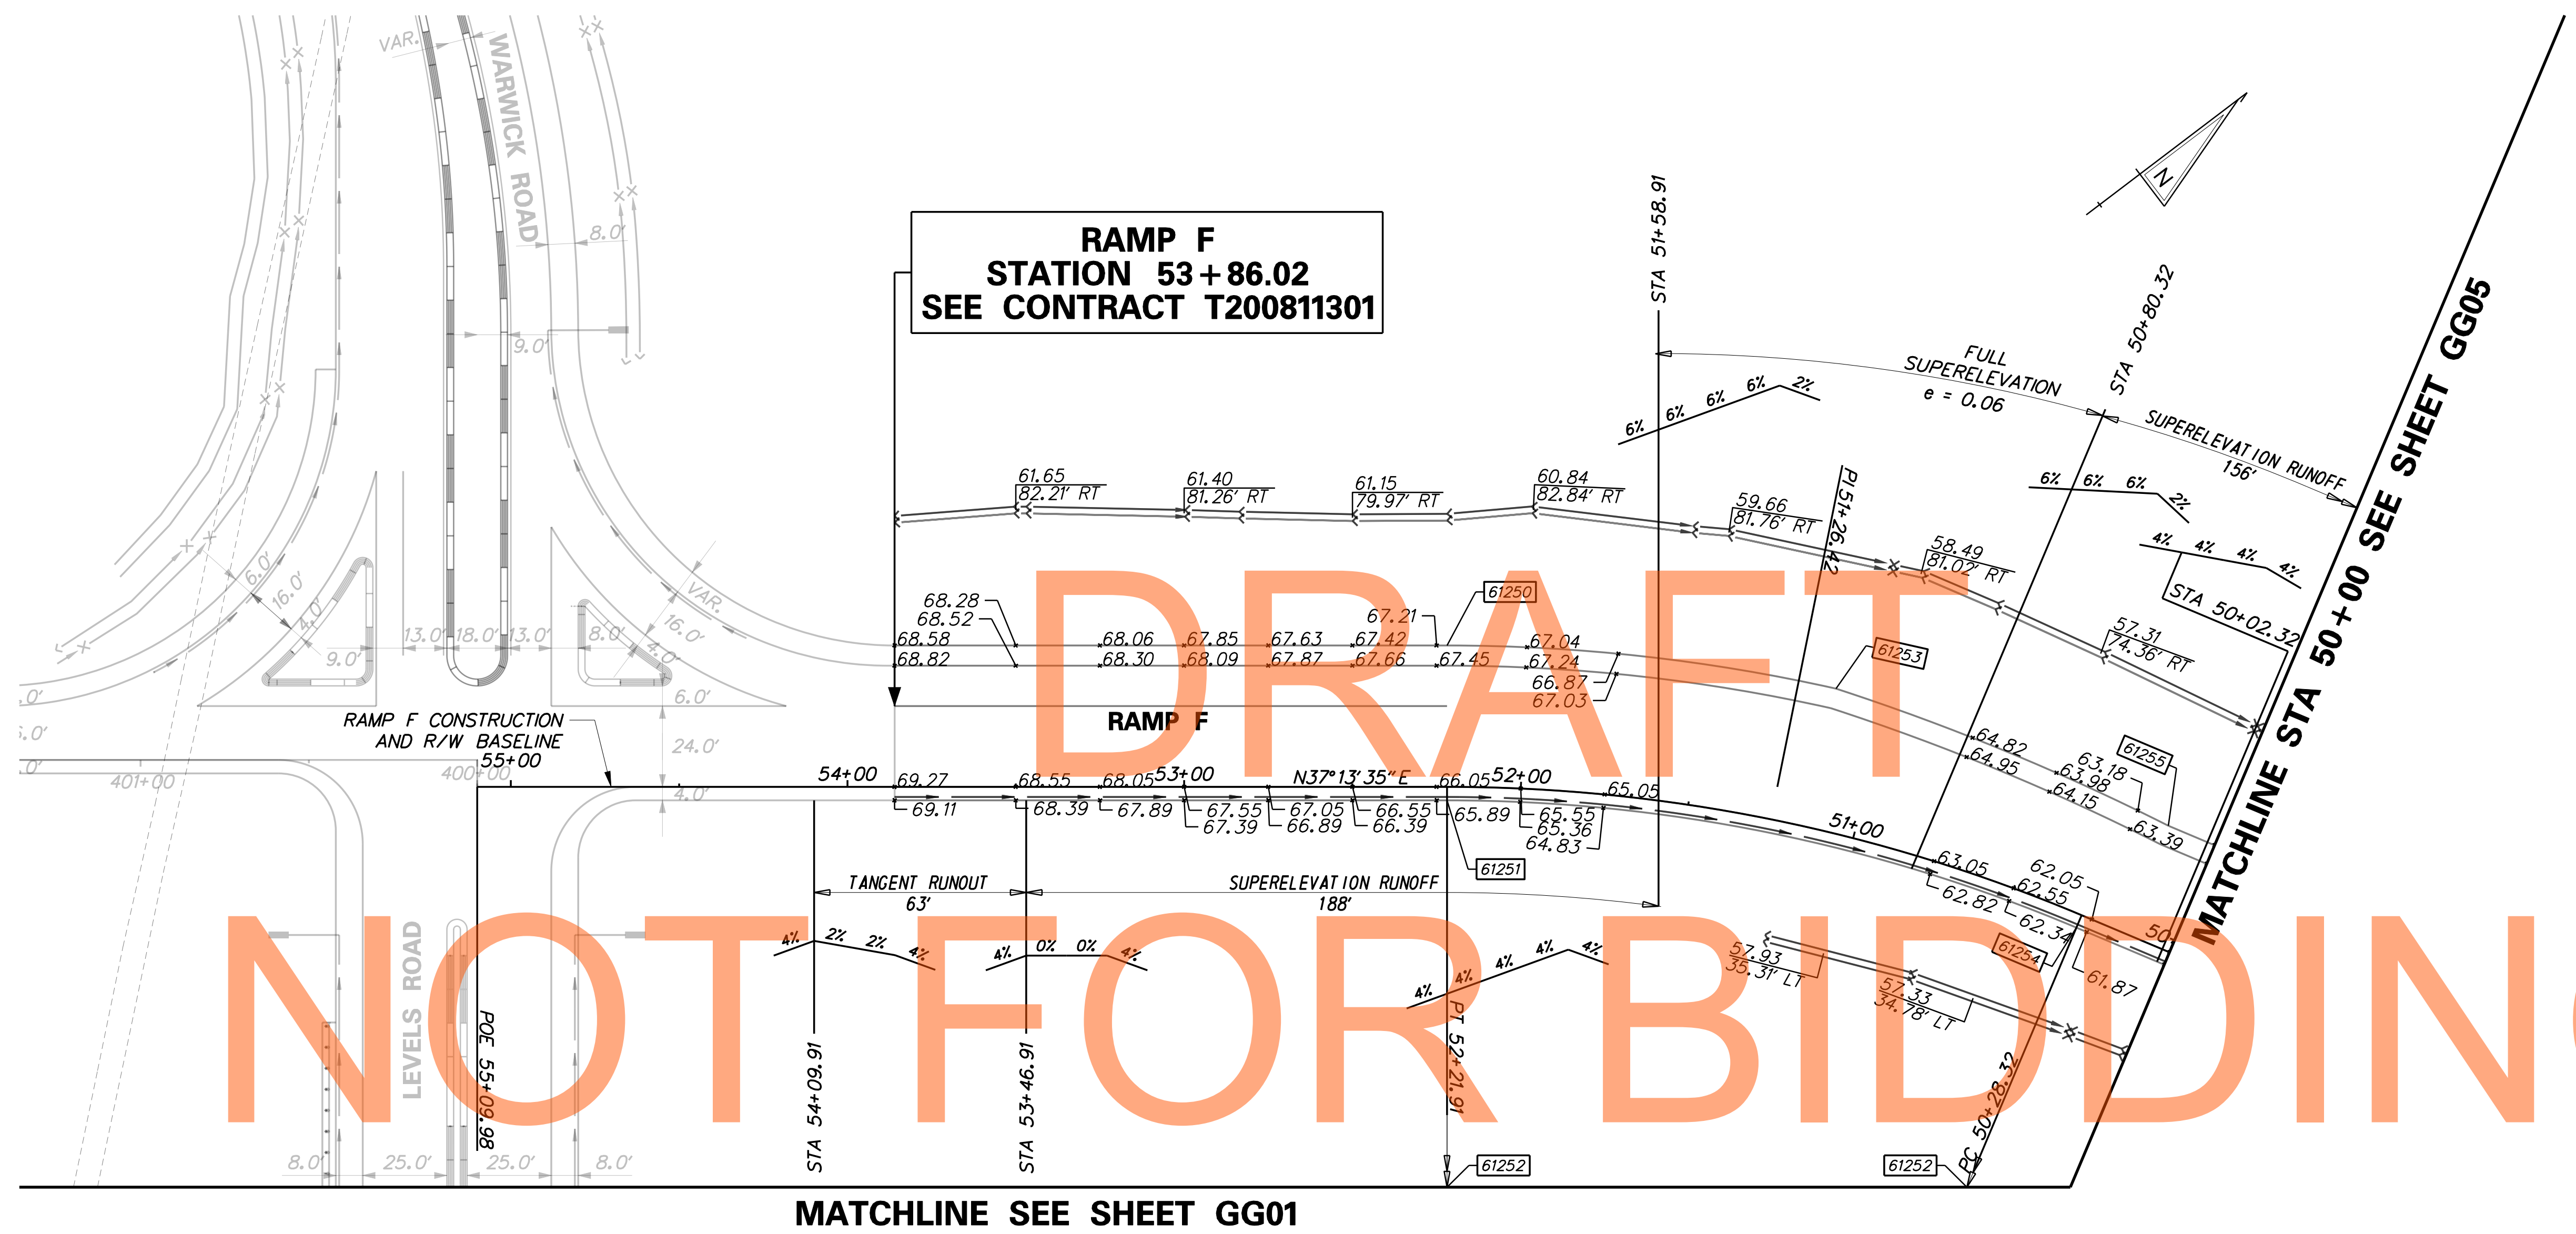 VAR.
WARWICK ROAD
8.0'
9.0'
RAMP F
STATION 53+86.02
SEE CONTRACT T200811301
STA 51+58.91
FULL
SUPERELEVATION
e = 0.06
STA 50+80.32
SUPERELEVATION RUNOFF
156'
N
MATCHLINE STA 50+00 SEE SHEET GG05
6% 6% 6% 6% 2%
6% 6% 6% 2%
4% 4% 4% 4%
STA 50+02.32
PI 51+26.42
61.65
82.21' RT
61.40
81.26' RT
61.15
79.97' RT
60.84
82.84' RT
59.66
81.76' RT
58.49
81.02' RT
57.31
74.36' RT
6.0'
16.0'
4.0'
9.0'
13.0' 18.0' 13.0'
8.0'
VAR.
16.0'
4.0'
6.0'
24.0'
4.0'
68.28
68.52
67.21
61250
68.58 68.06 67.85 67.63 67.42 67.04
68.82 68.30 68.09 67.87 67.66 67.45 67.24
66.87
67.03
61253
64.82
64.95
63.98
64.15
63.18
63.39
61255
DRAFT
RAMP F
RAMP F CONSTRUCTION
AND R/W BASELINE
.0'
.0'
.0'
401+00
400+00
55+00
54+00
53+00
N37°13'35"E
52+00
51+00
50
69.27 68.55 68.05 66.05 65.05
69.11 68.39 67.89
67.55
67.39
67.05
66.89
66.55
66.39
65.89
65.55
65.36
64.83
63.05
62.82
62.55
62.34
62.05
61.87
61251
61254
TANGENT RUNOUT
63'
SUPERELEVATION RUNOFF
188'
4% 2% 2% 4%
4% 0% 0% 4%
4% 4% 4% 4% 4%
57.93
35.31' LT
57.33
34.78' LT
NOT FOR BIDDIN
LEVELS ROAD
POE 55+09.98
STA 54+09.91
STA 53+46.91
PT 52+21.91
PC 50+28.32
61252
61252
8.0' 25.0' 25.0' 8.0'
MATCHLINE SEE SHEET GG01